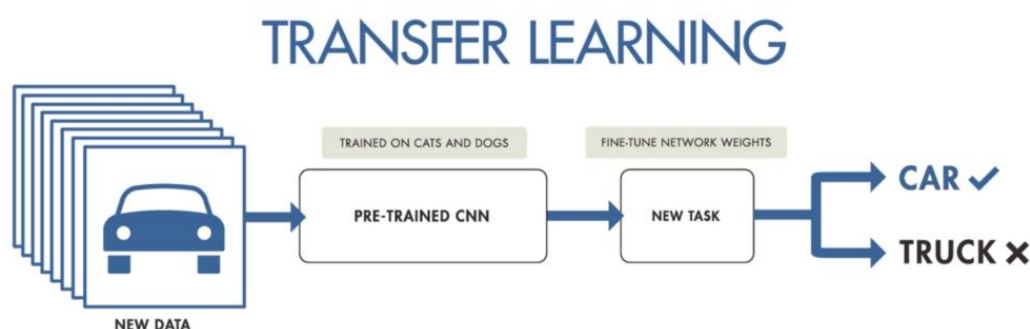 TRANSFER LEARNING
TRAINED ON CATS AND DOGS
FINE-TUNE NETWORK WEIGHTS
PRE-TRAINED CNN
NEW TASK
CAR
TRUCK
NEW DATA